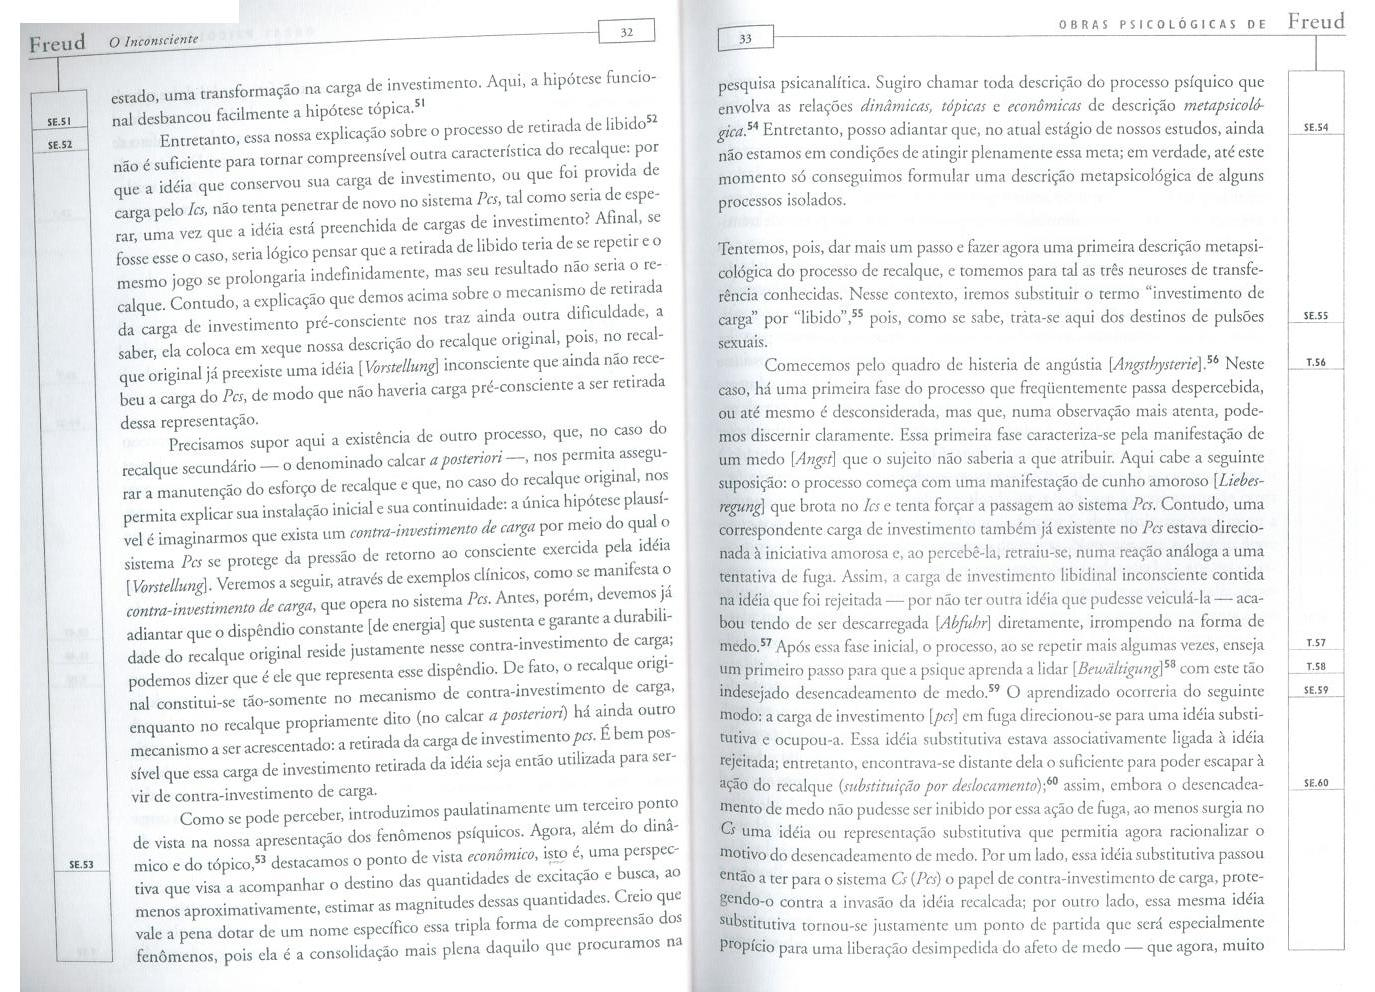 Freud O Inconsciente 32
SE.51
SE.52
SE.53
estado, uma transformação na carga de investimento. Aqui, a hipótese funcio-
nal desbancou facilmente a hipótese tópica.51
Entretanto, essa nossa explicação sobre o processo de retirada de libido52
não é suficiente para tornar compreensível outra característica do recalque: por
que a idéia que conservou sua carga de investimento, ou que foi provida de
carga pelo Ics, não tenta penetrar de novo no sistema Pcs, tal como seria de espe-
rar, uma vez que a idéia está preenchida de cargas de investimento? Afinal, se
fosse esse o caso, seria lógico pensar que a retirada de libido teria de se repetir e o
mesmo jogo se prolongaria indefinidamente, mas seu resultado não seria o re-
calque. Contudo, a explicação que demos acima sobre o mecanismo de retirada
da carga de investimento pré-consciente nos traz ainda outra dificuldade, a
saber, ela coloca em xeque nossa descrição do recalque original, pois, no recal-
que original já preexiste uma idéia [Vorstellung] inconsciente que ainda não rece-
beu a carga do Pcs, de modo que não haveria carga pré-consciente a ser retirada
dessa representação.
Precisamos supor aqui a existência de outro processo, que, no caso do
recalque secundário — o denominado calcar a posteriori —, nos permita assegu-
rar a manutenção do esforço de recalque e que, no caso do recalque original, nos
permita explicar sua instalação inicial e sua continuidade: a única hipótese plausí-
vel é imaginarmos que exista um contra-investimento de carga por meio do qual o
sistema Pcs se protege da pressão de retorno ao consciente exercida pela idéia
[Vorstellung]. Veremos a seguir, através de exemplos clínicos, como se manifesta o
contra-investimento de carga, que opera no sistema Pcs. Antes, porém, devemos já
adiantar que o dispêndio constante [de energia] que sustenta e garante a durabili-
dade do recalque original reside justamente nesse contra-investimento de carga;
podemos dizer que é ele que representa esse dispêndio. De fato, o recalque origi-
nal constitui-se tão-somente no mecanismo de contra-investimento de carga,
enquanto no recalque propriamente dito (no calcar a posteriori) há ainda outro
mecanismo a ser acrescentado: a retirada da carga de investimento pcs. É bem pos-
sível que essa carga de investimento retirada da idéia seja então utilizada para ser-
vir de contra-investimento de carga.
Como se pode perceber, introduzimos paulatinamente um terceiro ponto
de vista na nossa apresentação dos fenômenos psíquicos. Agora, além do dinâ-
mico e do tópico,53 destacamos o ponto de vista econômico, isto é, uma perspec-
tiva que visa a acompanhar o destino das quantidades de excitação e busca, ao
menos aproximativamente, estimar as magnitudes dessas quantidades. Creio que
vale a pena dotar de um nome específico essa tripla forma de compreensão dos
fenômenos, pois ela é a consolidação mais plena daquilo que procuramos na
33 OBRAS PSICOLÓGICAS DE Freud
pesquisa psicanalítica. Sugiro chamar toda descrição do processo psíquico que
envolva as relações dinâmicas, tópicas e econômicas de descrição metapsicoló-
gica.54 Entretanto, posso adiantar que, no atual estágio de nossos estudos, ainda
não estamos em condições de atingir plenamente essa meta; em verdade, até este
momento só conseguimos formular uma descrição metapsicológica de alguns
processos isolados.
Tentemos, pois, dar mais um passo e fazer agora uma primeira descrição metapsi-
cológica do processo de recalque, e tomemos para tal as três neuroses de transfe-
rência conhecidas. Nesse contexto, iremos substituir o termo “investimento de
carga” por “libido”,55 pois, como se sabe, trata-se aqui dos destinos de pulsões
sexuais.
Comecemos pelo quadro de histeria de angústia [Angsthysterie].56 Neste
caso, há uma primeira fase do processo que freqüentemente passa despercebida,
ou até mesmo é desconsiderada, mas que, numa observação mais atenta, pode-
mos discernir claramente. Essa primeira fase caracteriza-se pela manifestação de
um medo [Angst] que o sujeito não saberia a que atribuir. Aqui cabe a seguinte
suposição: o processo começa com uma manifestação de cunho amoroso [Liebes-
regung] que brota no Ics e tenta forçar a passagem ao sistema Pcs. Contudo, uma
correspondente carga de investimento também já existente no Pcs estava direcio-
nada à iniciativa amorosa e, ao percebê-la, retraiu-se, numa reação análoga a uma
tentativa de fuga. Assim, a carga de investimento libidinal inconsciente contida
na idéia que foi rejeitada — por não ter outra idéia que pudesse veiculá-la — aca-
bou tendo de ser descarregada [Abfuhr] diretamente, irrompendo na forma de
medo.57 Após essa fase inicial, o processo, ao se repetir mais algumas vezes, enseja
um primeiro passo para que a psique aprenda a lidar [Bewältigung]58 com este tão
indesejado desencadeamento de medo.59 O aprendizado ocorreria do seguinte
modo: a carga de investimento [pcs] em fuga direcionou-se para uma idéia substi-
tutiva e ocupou-a. Essa idéia substitutiva estava associativamente ligada à idéia
rejeitada; entretanto, encontrava-se distante dela o suficiente para poder escapar à
ação do recalque (substituição por deslocamento);60 assim, embora o desencadea-
mento de medo não pudesse ser inibido por essa ação de fuga, ao menos surgia no
Cs uma idéia ou representação substitutiva que permitia agora racionalizar o
motivo do desencadeamento de medo. Por um lado, essa idéia substitutiva passou
então a ter para o sistema Cs (Pcs) o papel de contra-investimento de carga, prote-
gendo-o contra a invasão da idéia recalcada; por outro lado, essa mesma idéia
substitutiva tornou-se justamente um ponto de partida que será especialmente
propício para uma liberação desimpedida do afeto de medo — que agora, muito
SE.54
SE.55
T.56
T.57
T.58
SE.59
SE.60